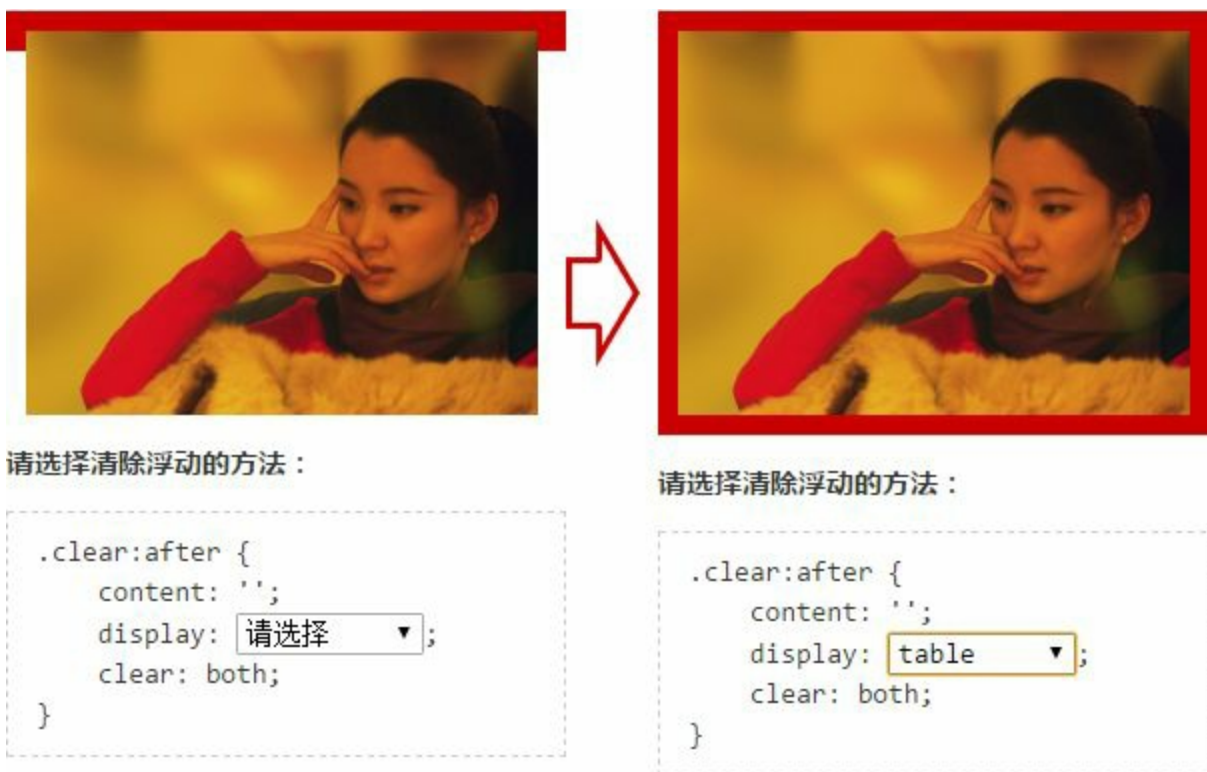 请选择清除浮动的方法：
.clear:after {
content: '';
display: 请选择 ▼;
clear: both;
}
请选择清除浮动的方法：
.clear:after {
content: '';
display: table ▼;
clear: both;
}